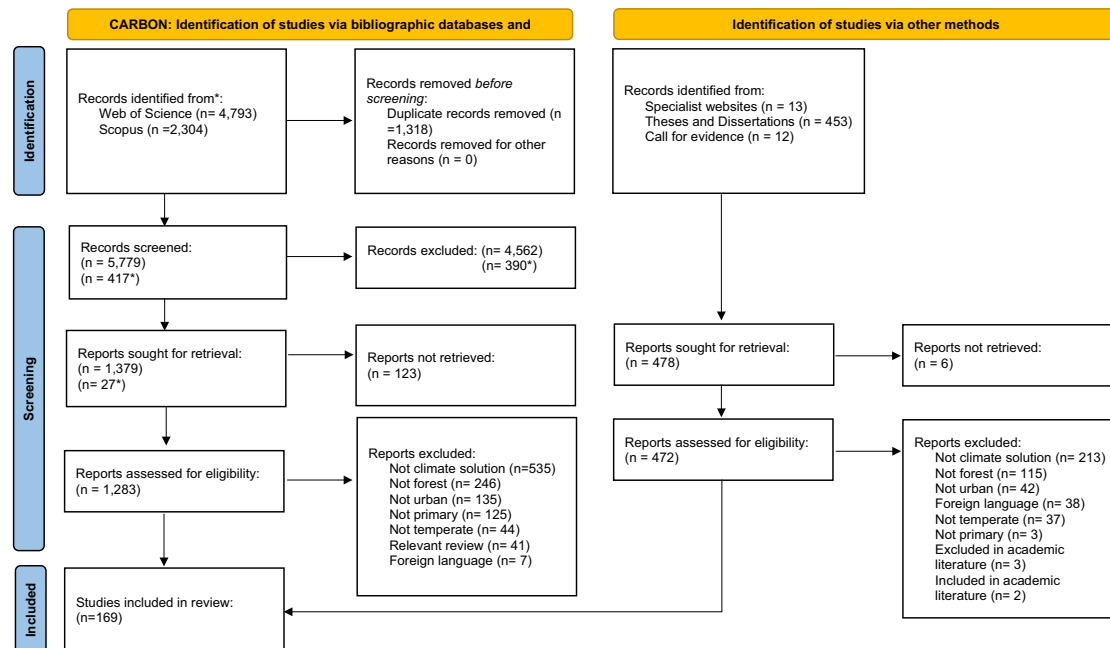 CARBON: Identification of studies via bibliographic databases and
Identification of studies via other methods
Identification
Records identified from*:
Web of Science (n= 4,793)
Scopus (n =2,304)
Records removed before
screening:
Duplicate records removed (n
=1,318)
Records removed for other
reasons (n = 0)
Records identified from:
Specialist websites (n = 13)
Theses and Dissertations (n = 453)
Call for evidence (n = 12)
Screening
Records screened:
(n = 5,779)
(n = 417*)
Records excluded: (n= 4,562)
(n= 390*)
Reports sought for retrieval:
(n = 1,379)
(n= 27*)
Reports not retrieved:
(n = 123)
Reports sought for retrieval:
(n = 478)
Reports not retrieved:
(n = 6)
Reports assessed for eligibility:
(n = 1,283)
Reports excluded:
Not climate solution (n=535)
Not forest (n= 246)
Not urban (n= 135)
Not primary (n= 125)
Not temperate (n= 44)
Relevant review (n= 41)
Foreign language (n= 7)
Reports assessed for eligibility:
(n = 472)
Reports excluded:
Not climate solution (n = 213)
Not forest (n= 115)
Not urban (n= 42)
Foreign language (n= 38)
Not temperate (n= 37)
Not primary (n= 3)
Excluded in academic
literature (n= 3)
Included in academic
literature (n= 2)
Included
Studies included in review:
(n=169)